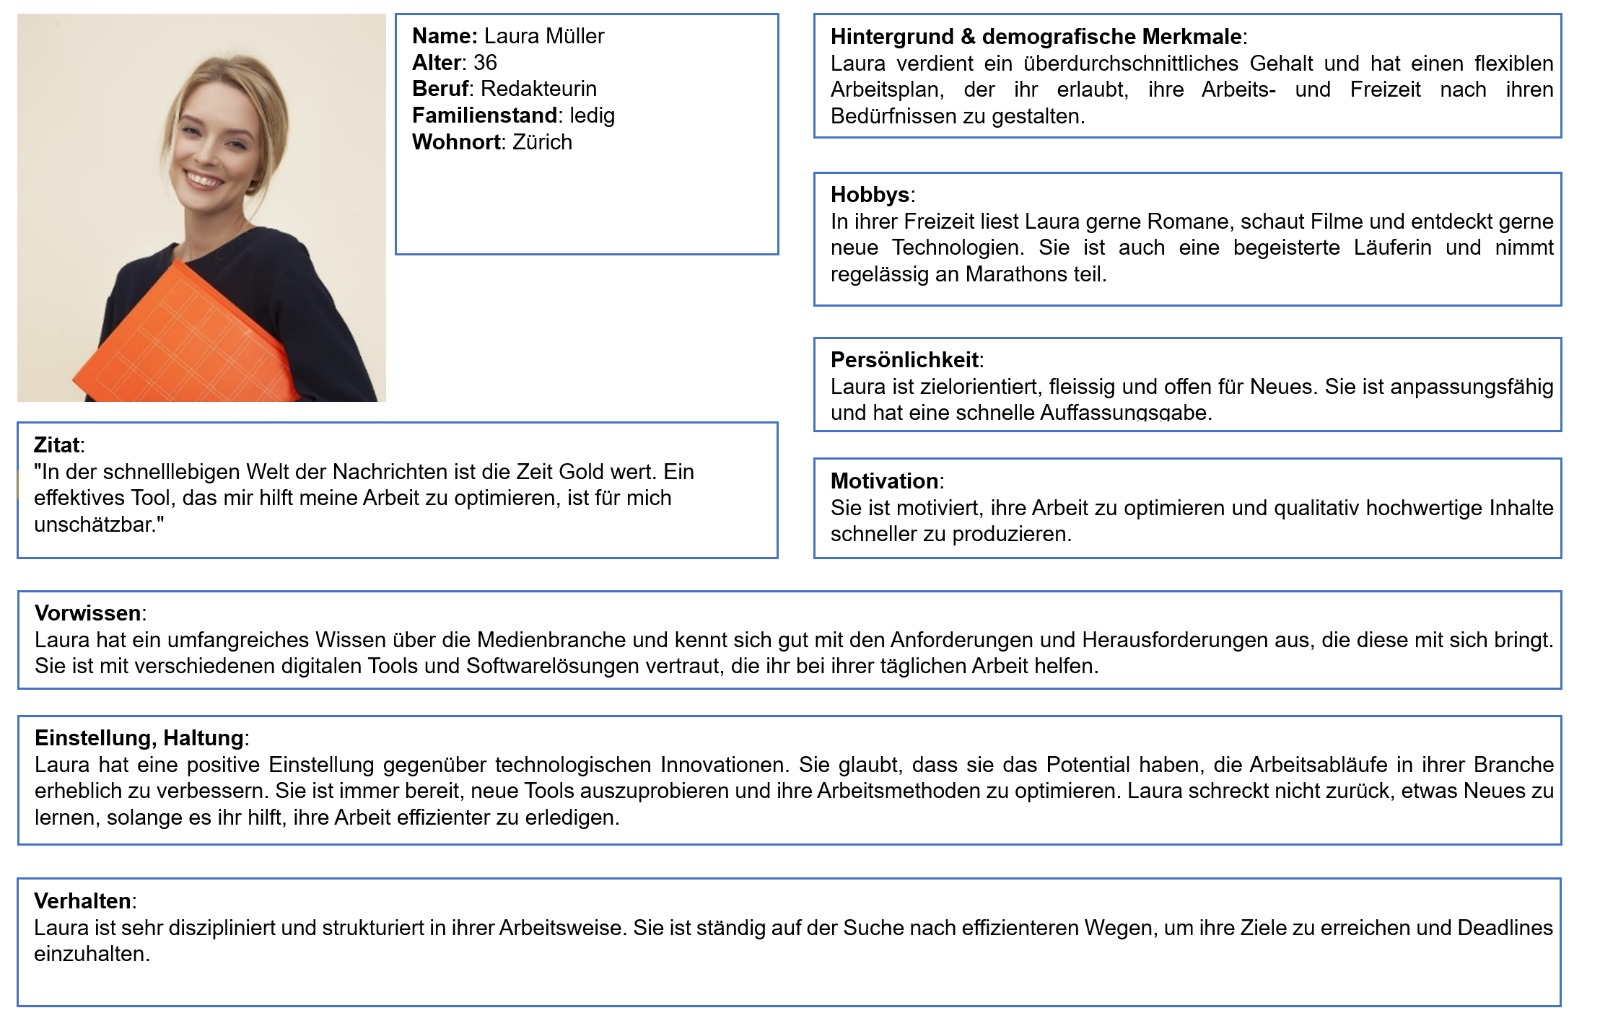 Name: Laura Müller
Alter: 36
Beruf: Redakteurin
Familienstand: ledig
Wohnort: Zürich
Zitat:
"In der schnelllebigen Welt der Nachrichten ist die Zeit Gold wert. Ein
effektives Tool, das mir hilft meine Arbeit zu optimieren, ist für mich
unschätzbar."
Hintergrund & demografische Merkmale:
Laura verdient ein überdurchschnittliches Gehalt und hat einen flexiblen
Arbeitsplan, der ihr erlaubt, ihre Arbeits- und Freizeit nach ihren
Bedürfnissen zu gestalten.
Hobbys:
In ihrer Freizeit liest Laura gerne Romane, schaut Filme und entdeckt gerne
neue Technologien. Sie ist auch eine begeisterte Läuferin und nimmt
regelässig an Marathons teil.
Persönlichkeit:
Laura ist zielorientiert, fleissig und offen für Neues. Sie ist anpassungsfähig
und hat eine schnelle Auffassungsgabe.
Motivation:
Sie ist motiviert, ihre Arbeit zu optimieren und qualitativ hochwertige Inhalte
schneller zu produzieren.
Vorwissen:
Laura hat ein umfangreiches Wissen über die Medienbranche und kennt sich gut mit den Anforderungen und Herausforderungen aus, die diese mit sich bringt.
Sie ist mit verschiedenen digitalen Tools und Softwarelösungen vertraut, die ihr bei ihrer täglichen Arbeit helfen.
Einstellung, Haltung:
Laura hat eine positive Einstellung gegenüber technologischen Innovationen. Sie glaubt, dass sie das Potential haben, die Arbeitsabläufe in ihrer Branche
erheblich zu verbessern. Sie ist immer bereit, neue Tools auszuprobieren und ihre Arbeitsmethoden zu optimieren. Laura schreckt nicht zurück, etwas Neues zu
lernen, solange es ihr hilft, ihre Arbeit effizienter zu erledigen.
Verhalten:
Laura ist sehr diszipliniert und strukturiert in ihrer Arbeitsweise. Sie ist ständig auf der Suche nach effizienteren Wegen, um ihre Ziele zu erreichen und Deadlines
einzuhalten.